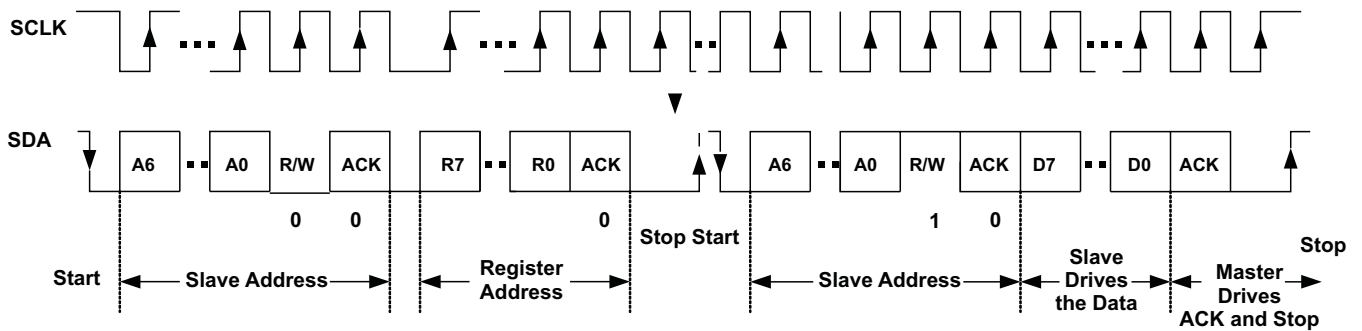 SCLK
SDA
A6 A0 R/W ACK R7 R0 ACK A6 A0 R/W ACK D7 D0 ACK
0 0 0 1 0
Stop Start
Start
Slave Address
Register
Address
Slave Address
Slave
Drives
the Data
Master
Drives
ACK and Stop
Stop